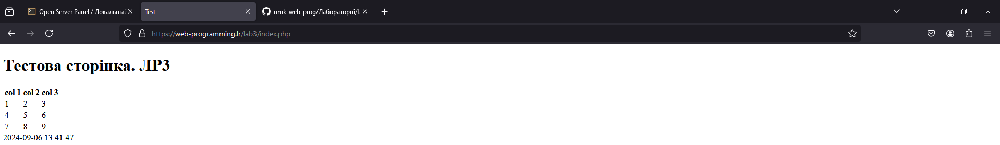 Open Server Panel / Локальный
Test
nmk-web-prog/Лабораторні/l
https://web-programming.lr/lab3/index.php
Тестова сторінка. ЛР3
col 1 col 2 col 3
1 2 3
4 5 6
7 8 9
2024-09-06 13:41:47